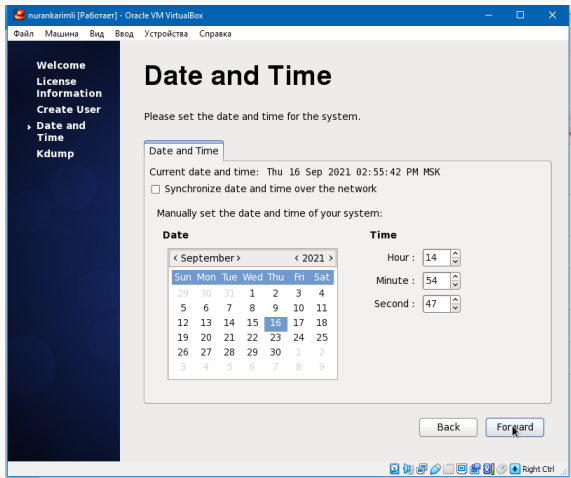 nurankarimli [Работает] - Oracle VM VirtualBox
Файл Машина Вид Ввод Устройства Справка
Welcome
License
Information
Create User
Date and
Time
Kdump
Date and Time
Please set the date and time for the system.
Date and Time
Current date and time: Thu 16 Sep 2021 02:55:42 PM MSK
Synchronize date and time over the network
Manually set the date and time of your system:
Date
< September > < 2021 >
Sun Mon Tue Wed Thu Fri Sat
29 30 31 1 2 3 4
5 6 7 8 9 10 11
12 13 14 15 16 17 18
19 20 21 22 23 24 25
26 27 28 29 30 1 2
3 4 5 6 7 8 9
Time
Hour : 14
Minute : 54
Second : 47
Back Forward
Right Ctrl